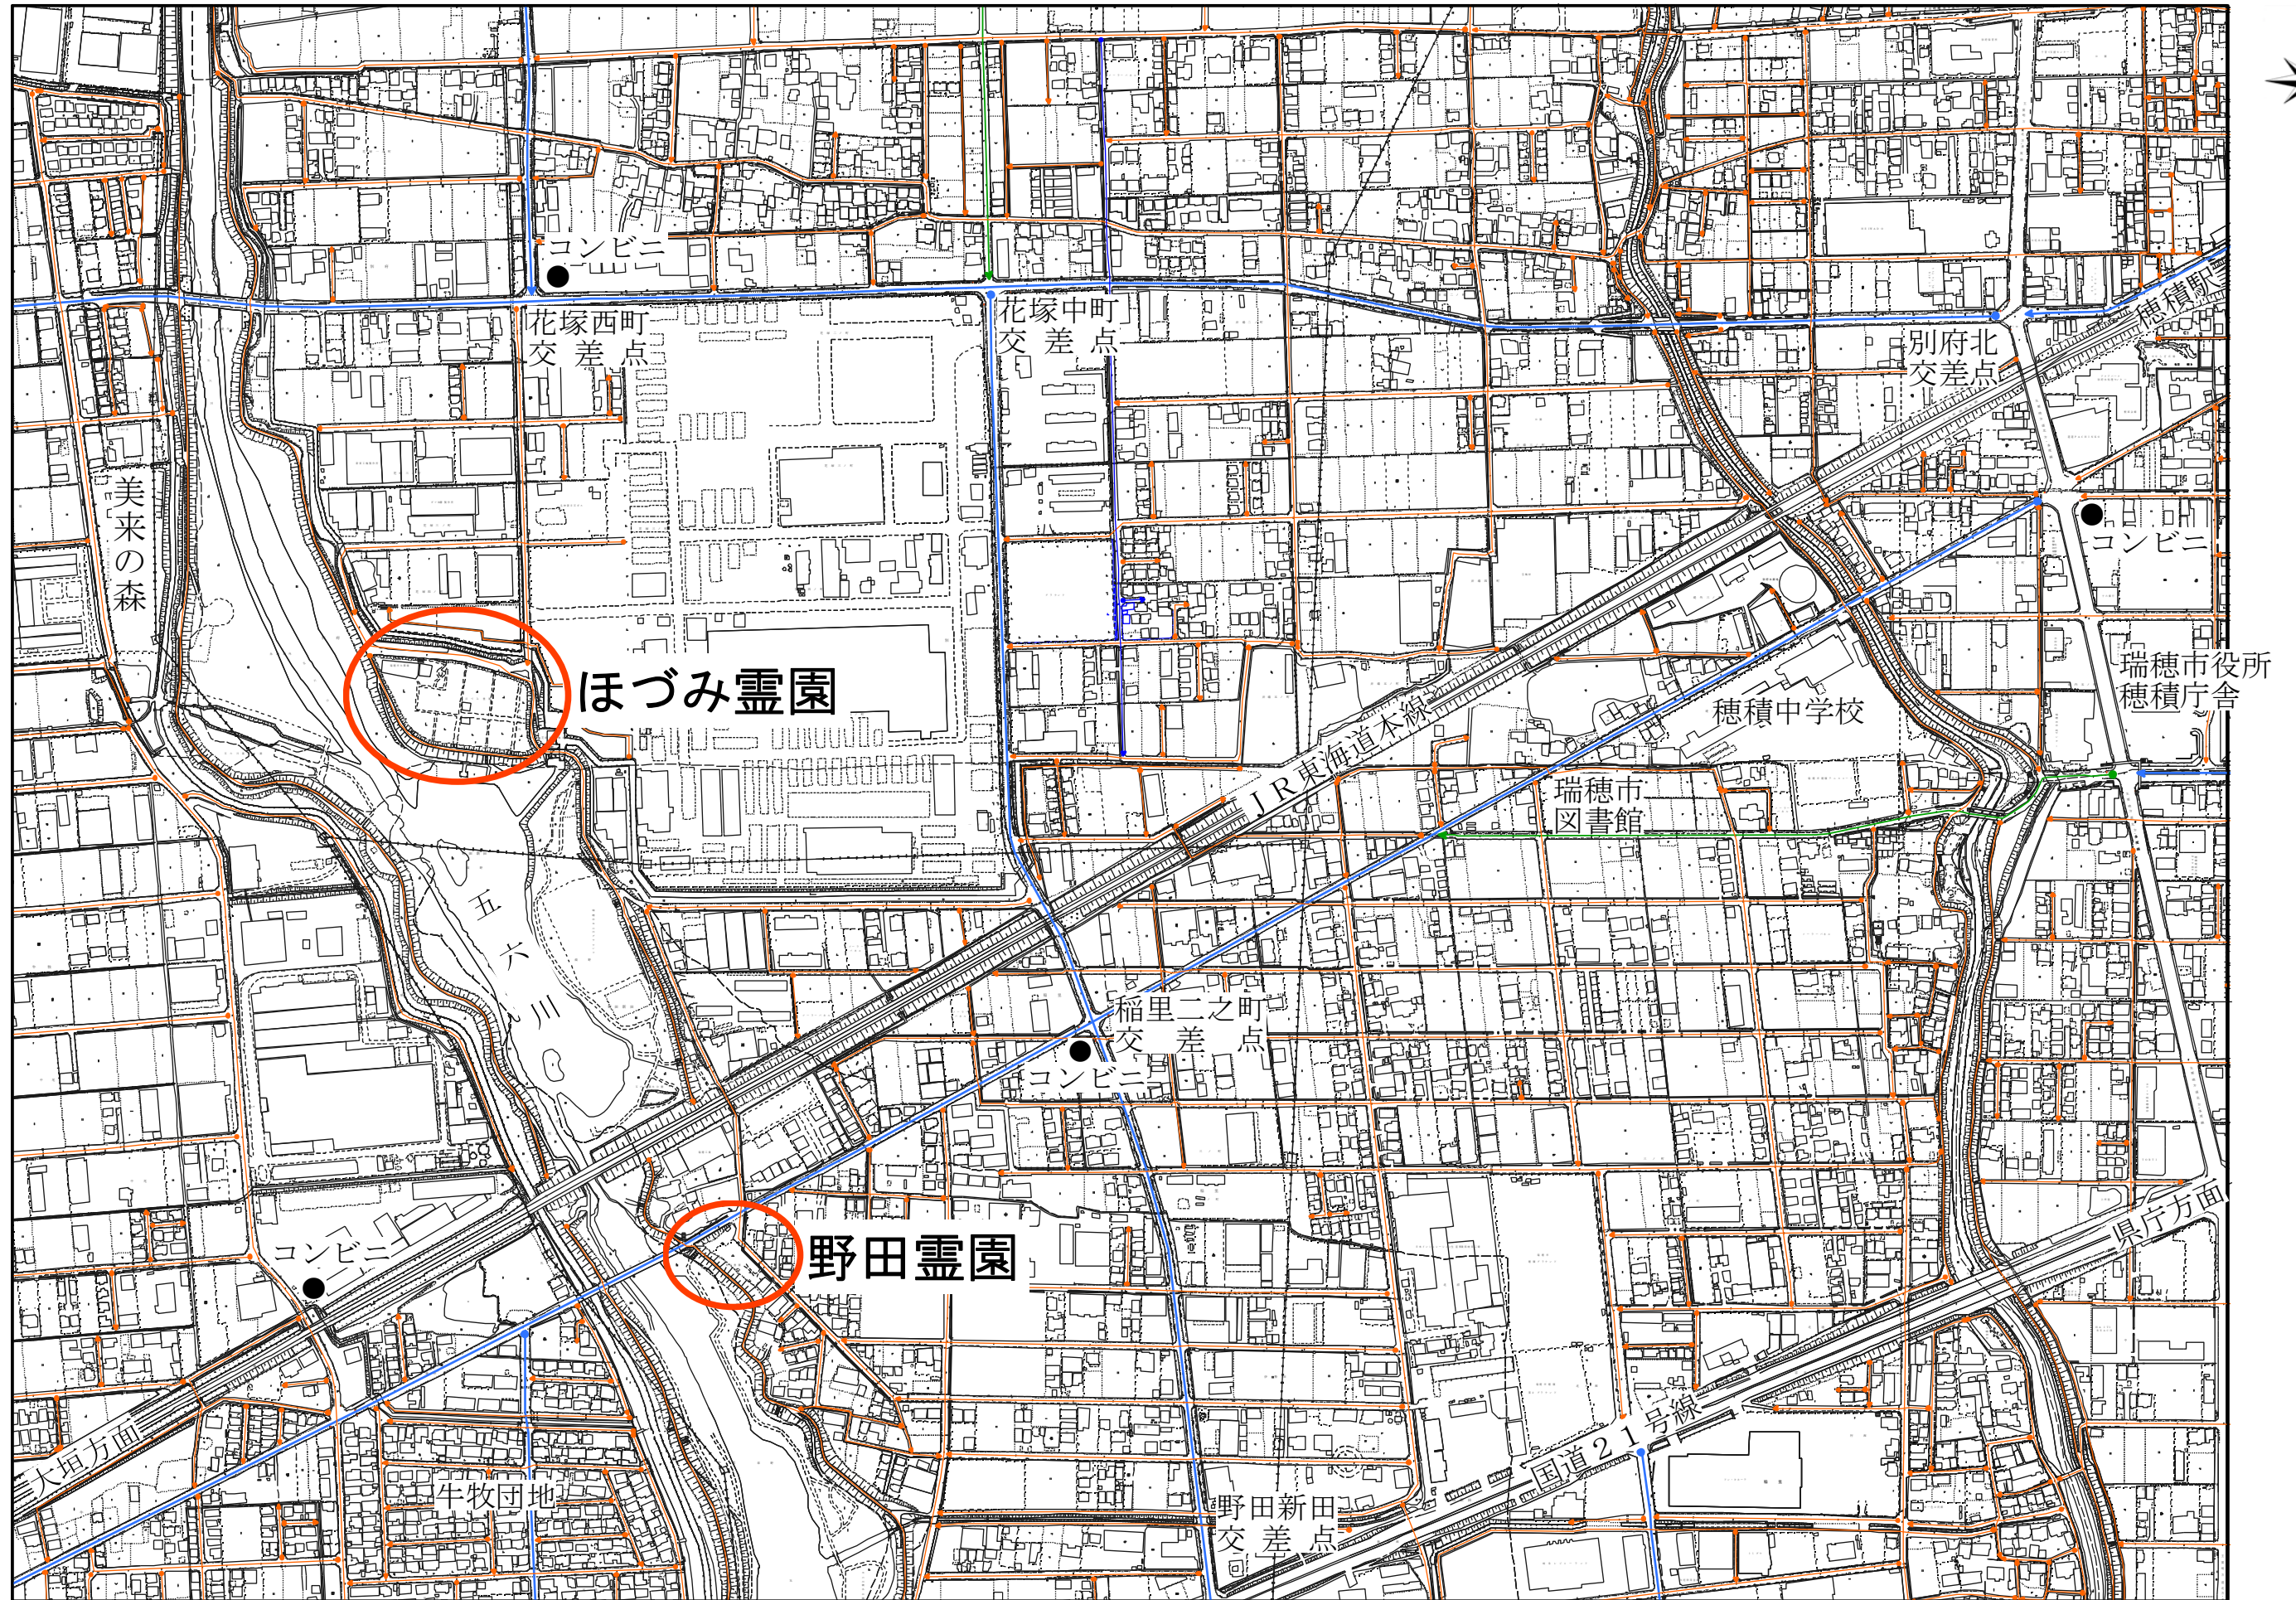 コンビニ
花塚西町
交差点
花塚中町
交差点
別府北
交差点
穂積駅
美来の森
コンビニ
ほづみ霊園
瑞穂市役所
穂積庁舎
穂積中学校
JR東海道本線
瑞穂市
図書館
五六川
稲里二之町
交差点
コンビニ
野田霊園
コンビニ
県庁方面
大垣方面
牛牧団地
国道21号線
野田新田
交差点